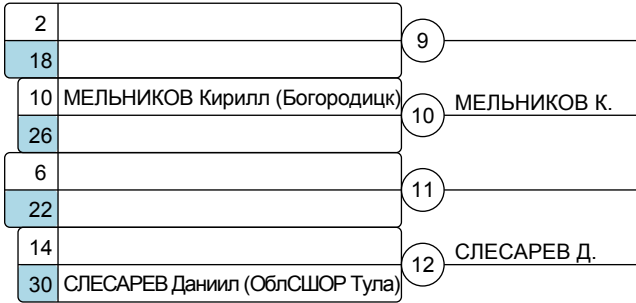 2
9
18
10 МЕЛЬНИКОВ Кирилл (Богородицк)
10 МЕЛЬНИКОВ К.
26
6
11
22
14
12 СЛЕСАРЕВ Д.
30 СЛЕСАРЕВ Даниил (ОблСШОР Тула)